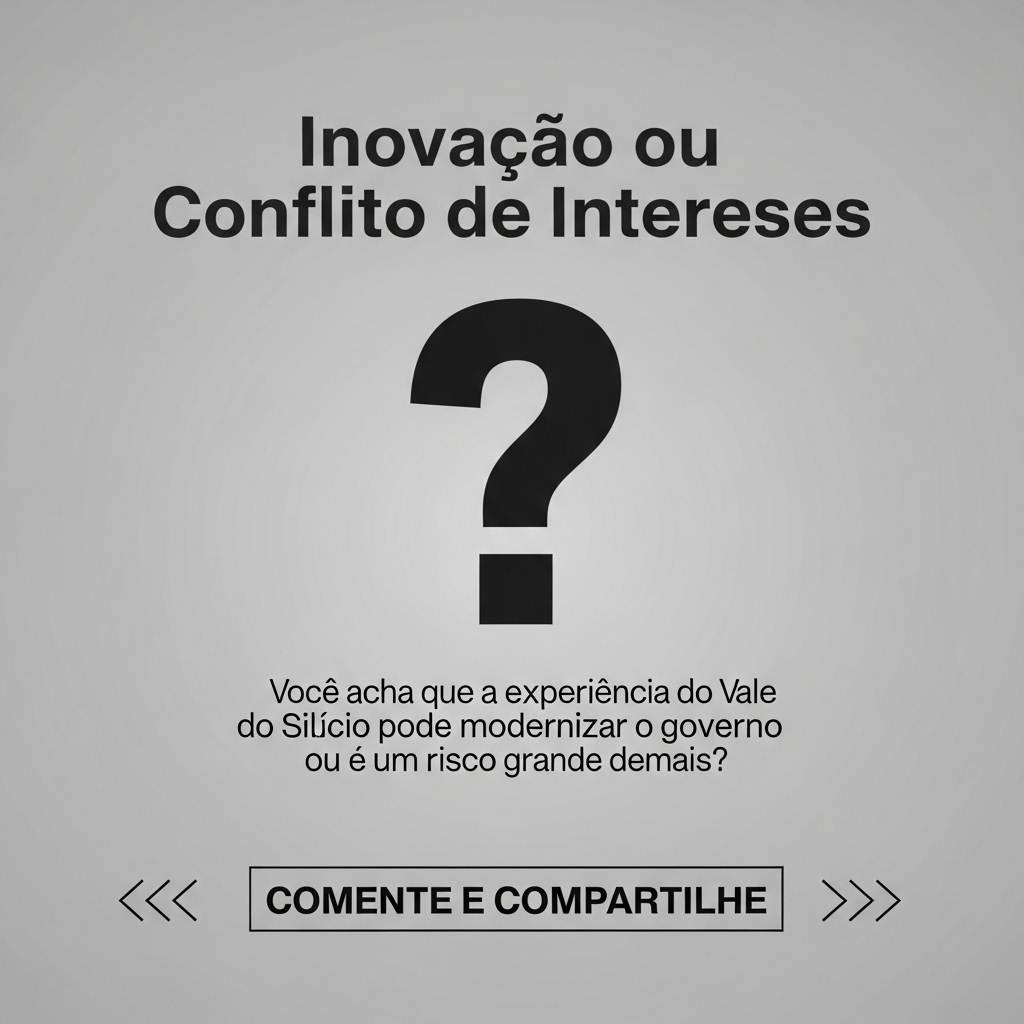 Inovação ou
Conflito de Intereses
?
Você acha que a experiência do Vale
do Silício pode modernizar o governo
ou é um risco grande demais?
<<< COMENTE E COMPARTILHE >>>